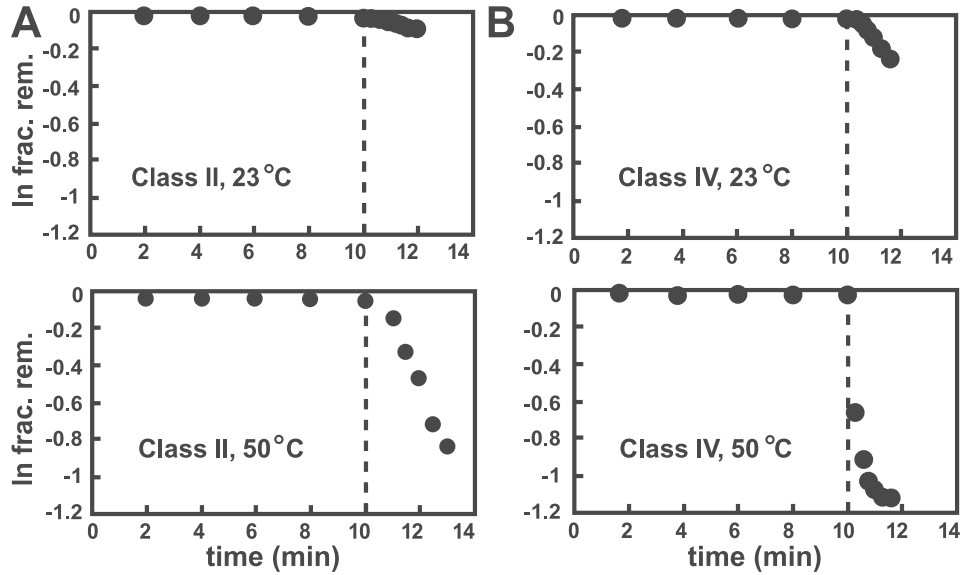 A
B
ln frac. rem.
0
-0.2
-0.4
-0.6
-0.8
-1
-1.2
Class II, 23 °C
0 2 4 6 8 10 12 14
0
-0.2
-0.4
-0.6
-0.8
-1
-1.2
Class IV, 23 °C
0 2 4 6 8 10 12 14
ln frac. rem.
0
-0.2
-0.4
-0.6
-0.8
-1
-1.2
Class II, 50 °C
0 2 4 6 8 10 12 14
time (min)
0
-0.2
-0.4
-0.6
-0.8
-1
-1.2
Class IV, 50 °C
0 2 4 6 8 10 12 14
time (min)